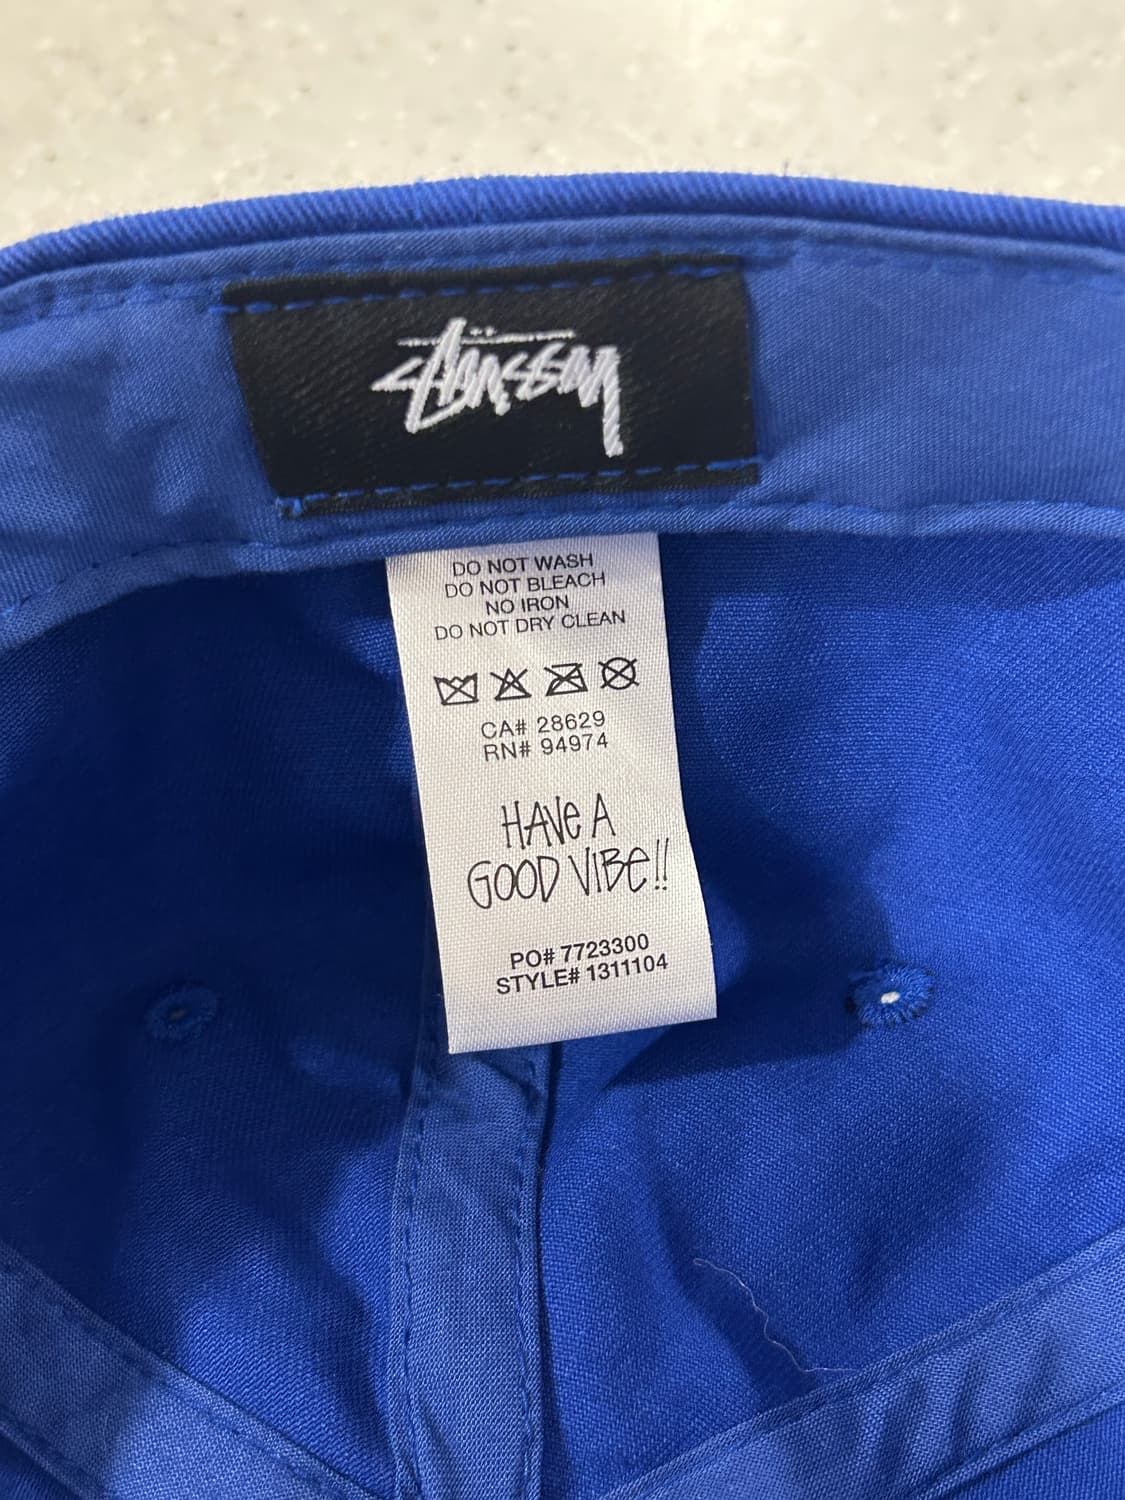 Stüssy
DO NOT WASH
DO NOT BLEACH
NO IRON
DO NOT DRY CLEAN
CA# 28629
RN# 94974
HAVE A
GOOD VIBE!!
PO# 7723300
STYLE# 1311104